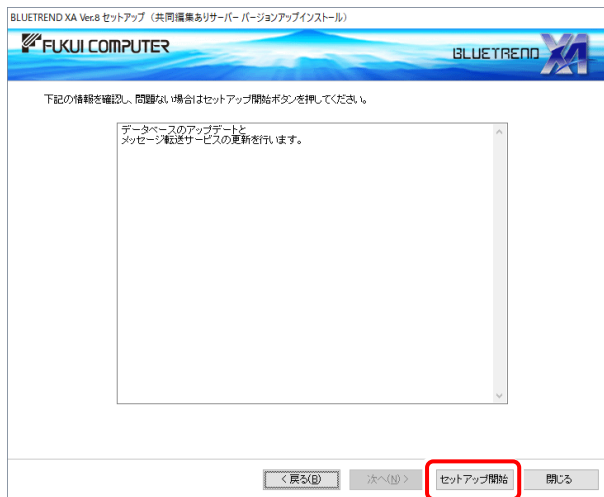 BLUETREND XA Ver.8 セットアップ（共同編集ありサーバー バージョンアップインストール）
FUKUI COMPUTER
BLUETREND XA
下記の情報を確認し、問題ない場合はセットアップ開始ボタンを押してください。
データベースのアップデートと
メッセージ転送サービスの更新を行います。
< 戻る(B)
次へ(N) >
セットアップ開始
閉じる